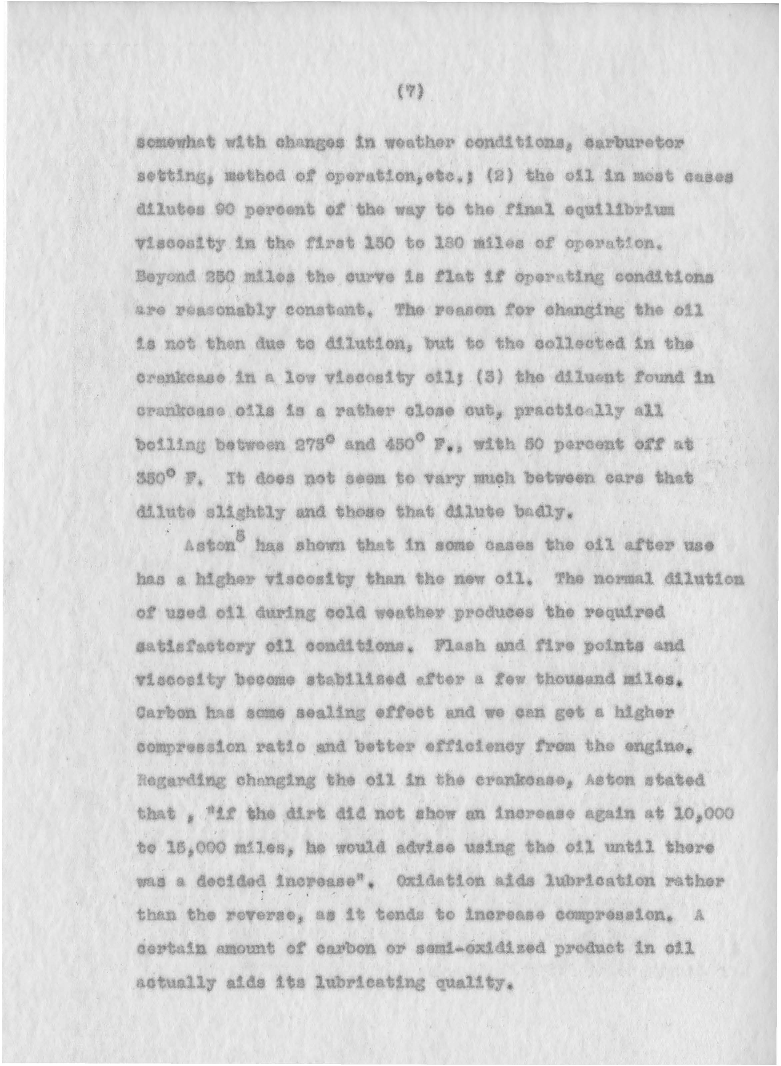 (7)
somewhat with changes in weather conditions, carburetor
setting, method of operation,etc.; (2) the oil in most cases
dilutes 90 percent of the way to the final equilibrium
viscosity in the first 150 to 180 miles of operation.
Beyond 250 miles the curve is flat if operating conditions
are reasonably constant. The reason for changing the oil
is not then due to dilution, but to the collected in the
crankcase in a low viscosity oil; (3) the diluent found in
crankcase oils is a rather close cut, practically all
boiling between 275° and 450° F., with 50 percent off at
350° F. It does not seem to vary much between cars that
dilute slightly and those that dilute badly.
Aston5 has shown that in some cases the oil after use
has a higher viscosity than the new oil. The normal dilution
of used oil during cold weather produces the required
satisfactory oil conditions. Flash and fire points and
viscosity become stabilized after a few thousand miles.
Carbon has some sealing effect and we can get a higher
compression ratio and better efficiency from the engine.
Regarding changing the oil in the crankcase, Aston stated
that , "if the dirt did not show an increase again at 10,000
to 15,000 miles, he would advise using the oil until there
was a decided increase". Oxidation aids lubrication rather
than the reverse, as it tends to increase compression. A
certain amount of carbon or semi-oxidized product in oil
actually aids its lubricating quality.